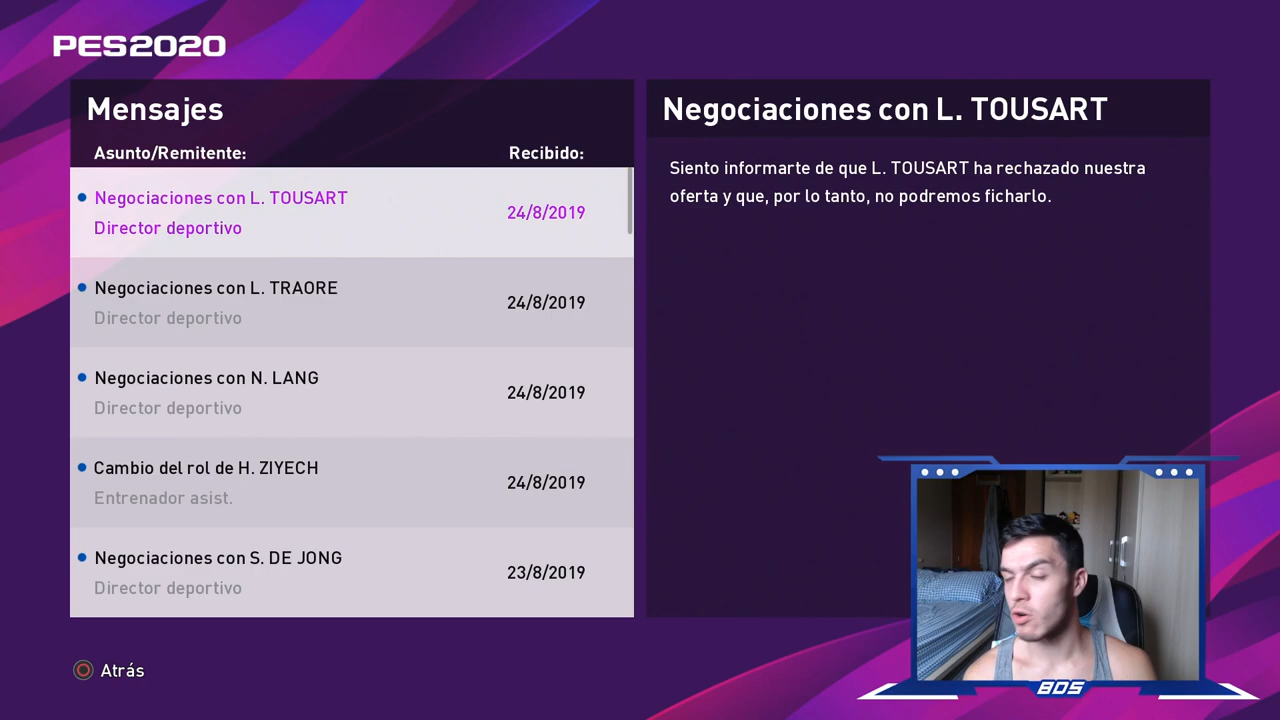 PES2020
Mensajes
Asunto/Remitente:
Recibido:
Negociaciones con L. TOUSART
Director deportivo
24/8/2019
Negociaciones con L. TRAORE
Director deportivo
24/8/2019
Negociaciones con N. LANG
Director deportivo
24/8/2019
Cambio del rol de H. ZIYECH
Entrenador asist.
24/8/2019
Negociaciones con S. DE JONG
Director deportivo
23/8/2019
Negociaciones con L. TOUSART
Siento informarte de que L. TOUSART ha rechazado nuestra
oferta y que, por lo tanto, no podremos ficharlo.
Atrás
BDS